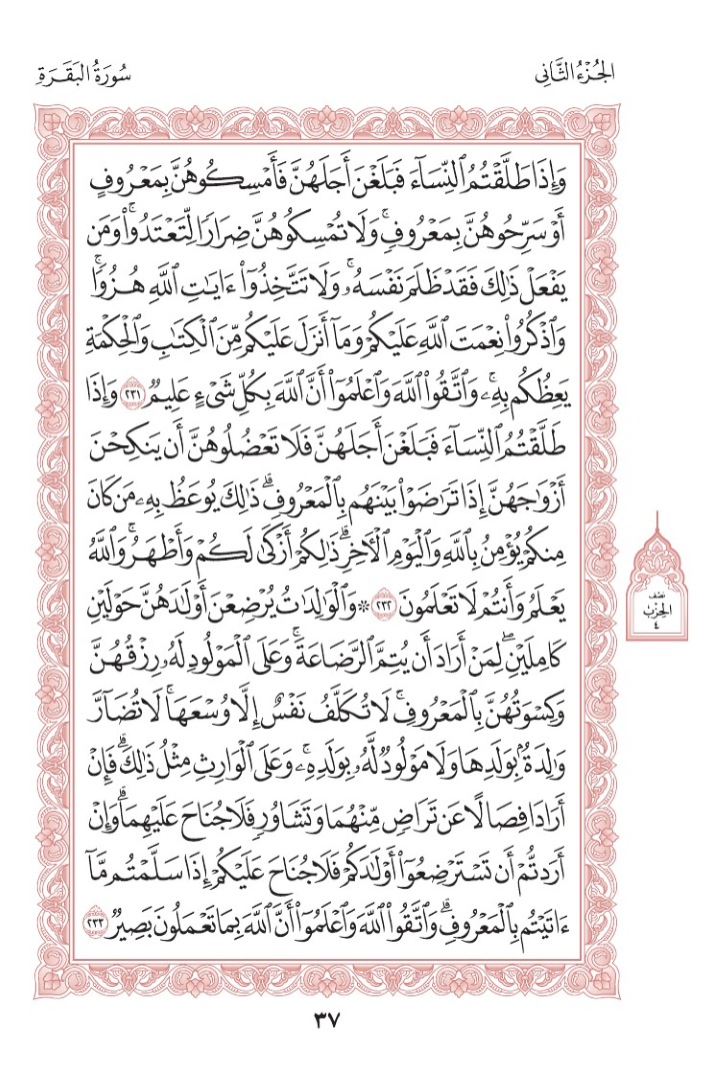 الجُزْءُ الثَّانِي
سُورَةُ البَقَرَةِ
وَإِذَا طَلَّقْتُمُ ٱلنِّسَآءَ فَبَلَغْنَ أَجَلَهُنَّ فَأَمْسِكُوهُنَّ بِمَعْرُوفٍ
أَوْ سَرِّحُوهُنَّ بِمَعْرُوفٖۚ وَلَا تُمْسِكُوهُنَّ ضِرَارٗا لِّتَعْتَدُواْۚ وَمَن
يَفْعَلْ ذَٰلِكَ فَقَدْ ظَلَمَ نَفْسَهُۥۚ وَلَا تَتَّخِذُوٓاْ ءَايَٰتِ ٱللَّهِ هُزُوٗاۚ
وَٱذْكُرُواْ نِعْمَتَ ٱللَّهِ عَلَيْكُمْ وَمَآ أَنزَلَ عَلَيْكُم مِّنَ ٱلْكِتَٰبِ وَٱلْحِكْمَةِ
يَعِظُكُم بِهِۦۚ وَٱتَّقُواْ ٱللَّهَ وَٱعْلَمُوٓاْ أَنَّ ٱللَّهَ بِكُلِّ شَيْءٍ عَلِيمٞ ٢٣١ وَإِذَا
طَلَّقْتُمُ ٱلنِّسَآءَ فَبَلَغْنَ أَجَلَهُنَّ فَلَا تَعْضُلُوهُنَّ أَن يَنكِحْنَ
أَزْوَٰجَهُنَّ إِذَا تَرَٰضَوْاْ بَيْنَهُم بِٱلْمَعْرُوفِۗ ذَٰلِكَ يُوعَظُ بِهِۦ مَن كَانَ
مِنكُمْ يُؤْمِنُ بِٱللَّهِ وَٱلْيَوْمِ ٱلْأٓخِرِۗ ذَٰلِكُمْ أَزْكَىٰ لَكُمْ وَأَطْهَرُۚ وَٱللَّهُ
يَعْلَمُ وَأَنتُمْ لَا تَعْلَمُونَ ٢٣٢ ۞ وَٱلْوَٰلِدَٰتُ يُرْضِعْنَ أَوْلَٰدَهُنَّ حَوْلَيْنِ
كَامِلَيْنِۖ لِمَنْ أَرَادَ أَن يُتِمَّ ٱلرَّضَاعَةَۚ وَعَلَى ٱلْمَوْلُودِ لَهُۥ رِزْقُهُنَّ
وَكِسْوَتُهُنَّ بِٱلْمَعْرُوفِۚ لَا تُكَلَّفُ نَفْسٌ إِلَّا وُسْعَهَاۚ لَا تُضَآرَّ
وَٰلِدَةُۢ بِوَلَدِهَا وَلَا مَوْلُودٞ لَّهُۥ بِوَلَدِهِۦۚ وَعَلَى ٱلْوَارِثِ مِثْلُ ذَٰلِكَۗ فَإِنْ
أَرَادَا فِصَالًا عَن تَرَاضٖ مِّنْهُمَا وَتَشَاوُرٖ فَلَا جُنَاحَ عَلَيْهِمَاۗ وَإِنْ
أَرَدتُّمْ أَن تَسْتَرْضِعُوٓاْ أَوْلَٰدَكُمْ فَلَا جُنَاحَ عَلَيْكُمْ إِذَا سَلَّمْتُم مَّآ
ءَاتَيْتُم بِٱلْمَعْرُوفِۗ وَٱتَّقُواْ ٱللَّهَ وَٱعْلَمُوٓاْ أَنَّ ٱللَّهَ بِمَا تَعْمَلُونَ بَصِيرٞ ٢٣٣
نصف
الحزب
٤
٣٧